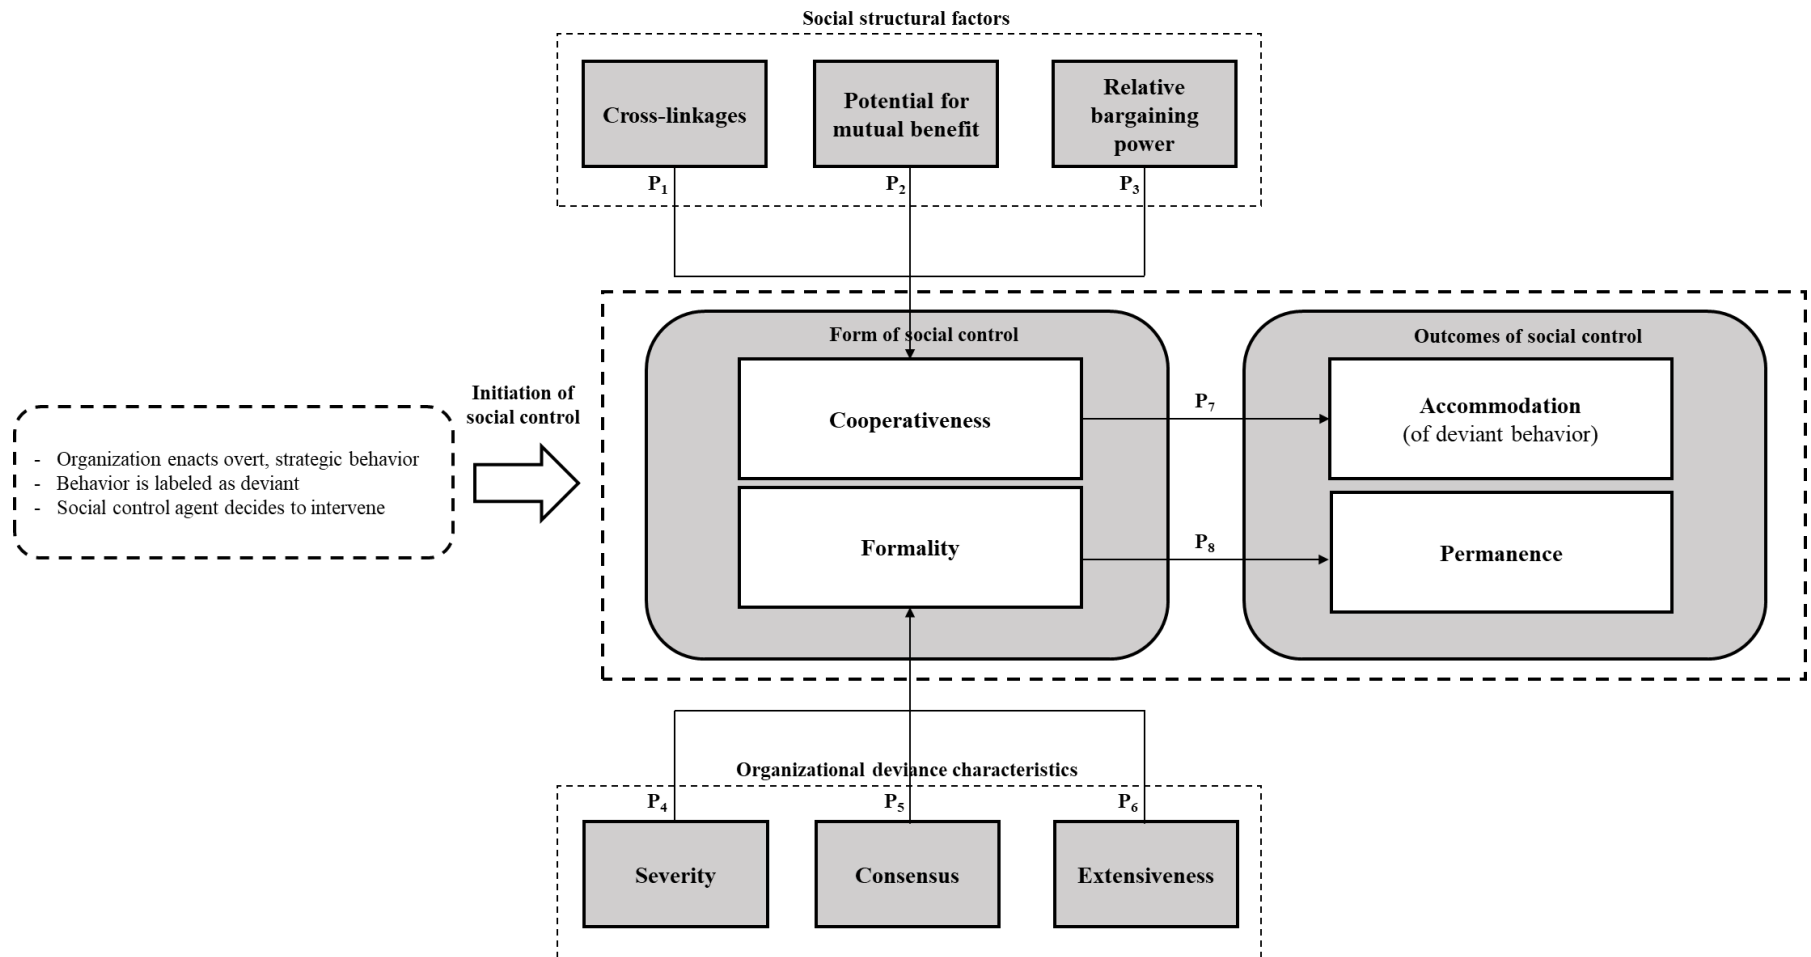 Social structural factors
Cross-linkages
Potential for
mutual benefit
Relative
bargaining
power
P₁
P₂
P₃
Form of social control
Outcomes of social control
Initiation of
social control
Cooperativeness
P₇
Accommodation
(of deviant behavior)
- Organization enacts overt, strategic behavior
- Behavior is labeled as deviant
- Social control agent decides to intervene
Formality
P₈
Permanence
Organizational deviance characteristics
P₄
P₅
P₆
Severity
Consensus
Extensiveness